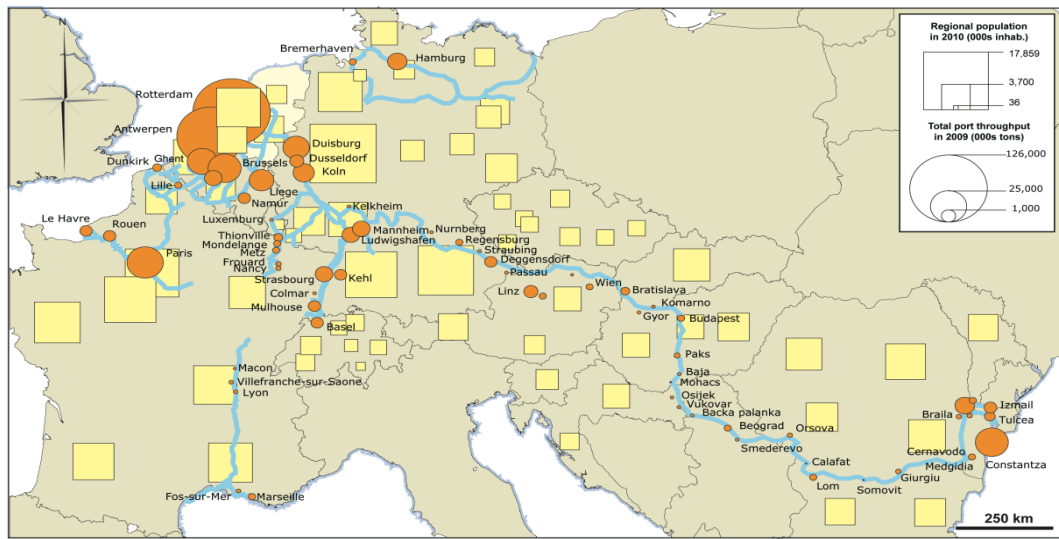 N
Regional population
in 2010 (000s inhab.)
17,859
3,700
36
Total port throughput
in 2009 (000s tons)
126,000
25,000
1,000
Bremerhaven
Hamburg
Rotterdam
Antwerpen
Duisburg
Dunkirk
Ghent
Brussels
Dusseldorf
Koln
Lille
Liege
Namur
Le Havre
Rouen
Luxemburg
Kelkheim
Thionville
Mannheim
Nurnberg
Mondelange
Ludwigshafen
Regensburg
Metz
Straubing
Paris
Frouard
Deggensdorf
Nancy
Passau
Strasbourg
Kehl
Wien
Colmar
Linz
Bratislava
Mulhouse
Komarno
Gyor
Budapest
Basel
Paks
Macon
Baja
Villefranche-sur-Saone
Mohacs
Lyon
Osijek
Vukovar
Izmail
Backa palanka
Braila
Tulcea
Beograd
Orsova
Smederevo
Cernavodo
Calafat
Medgidia
Constantza
Giurgiu
Lom
Somovit
Fos-sur-Mer
Marseille
250 km